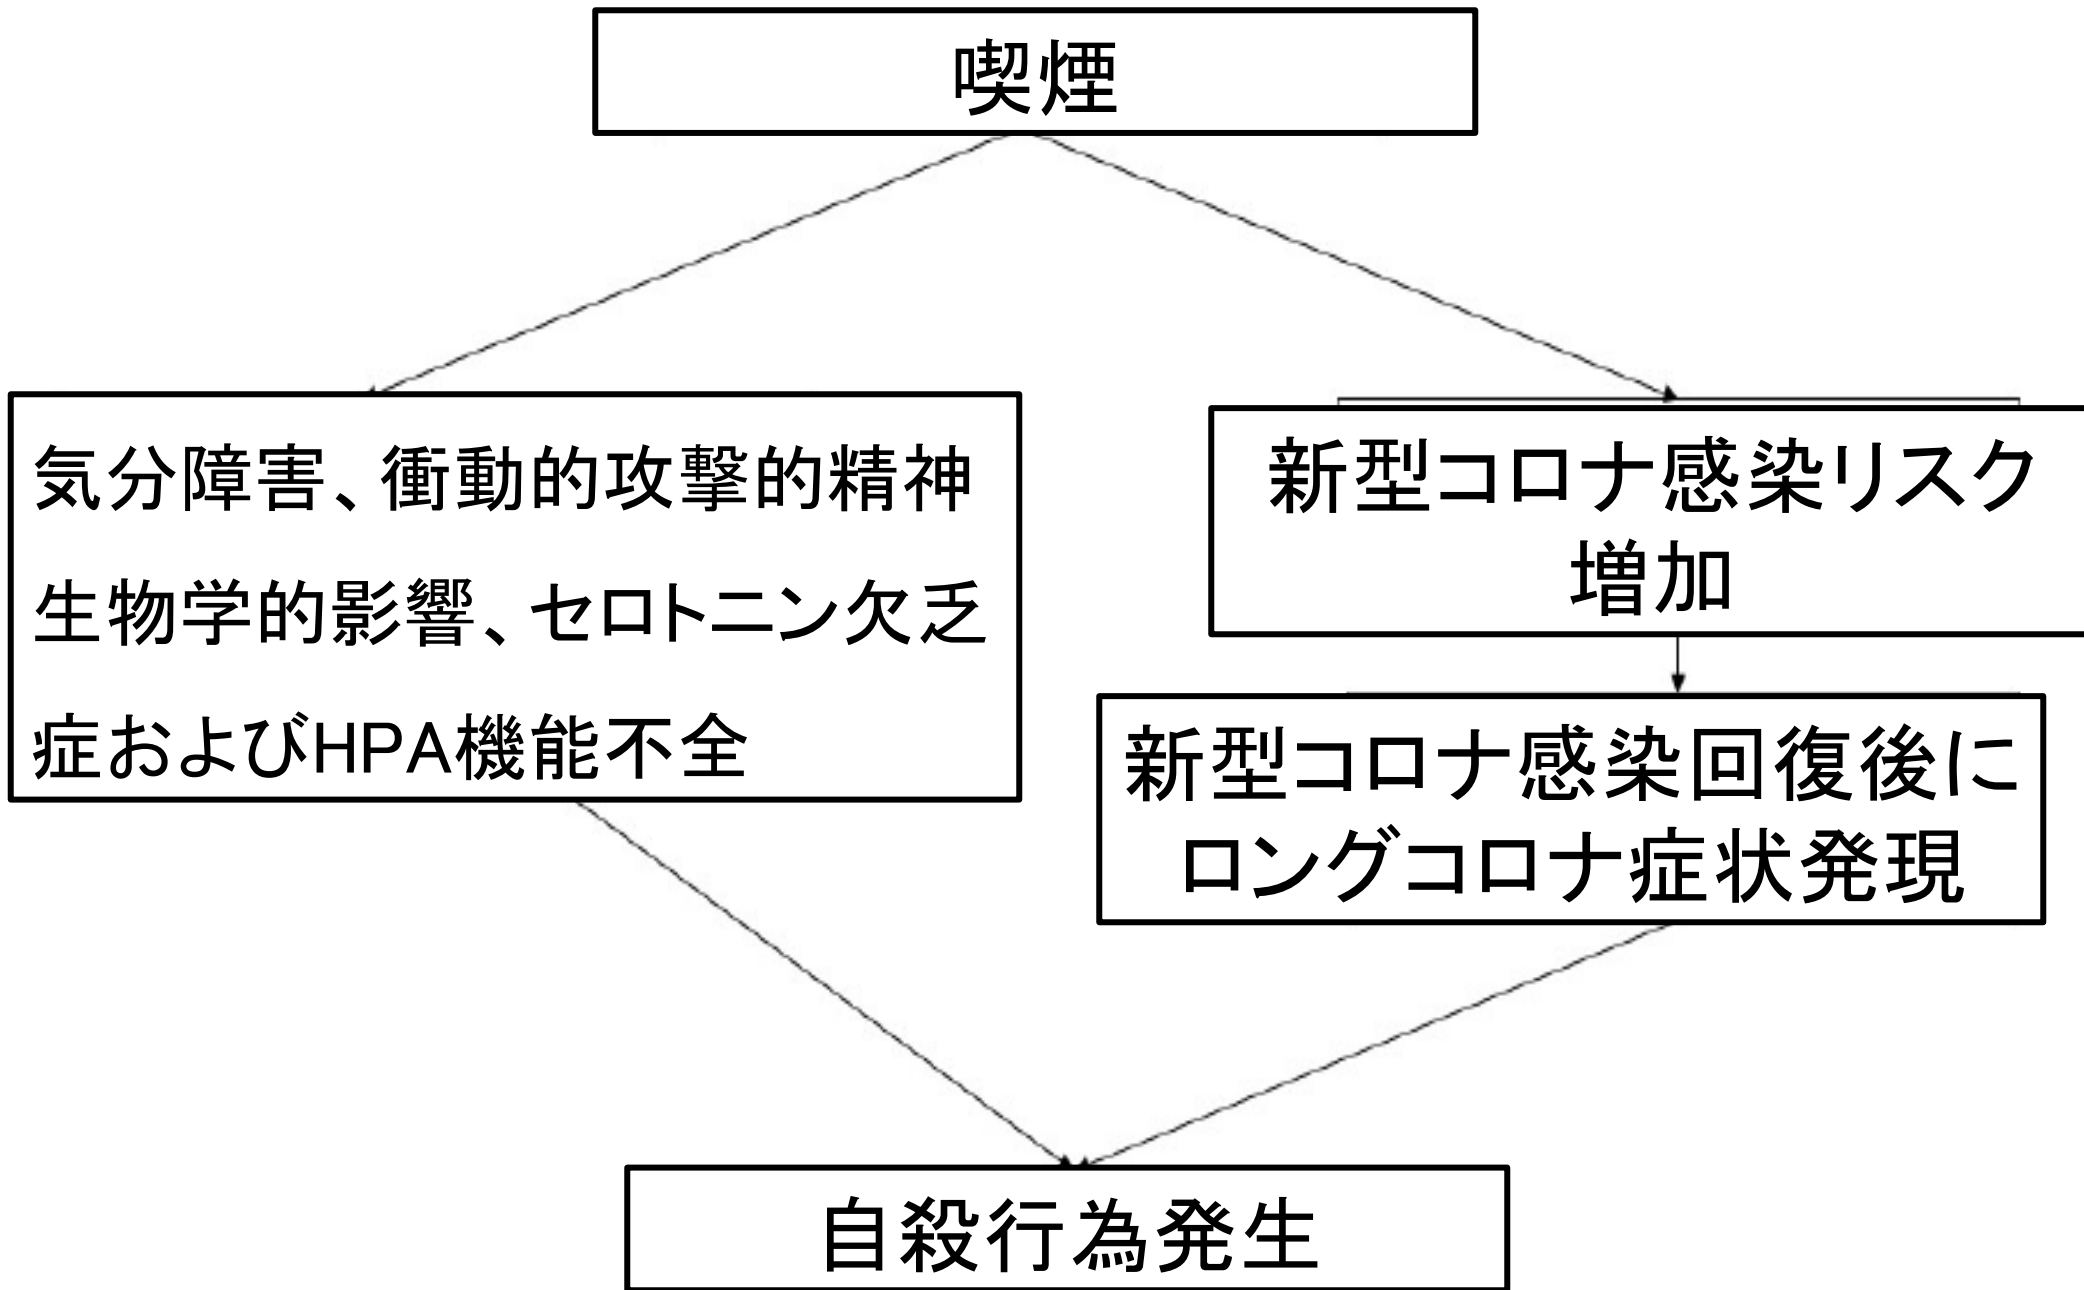 喫煙
気分障害、衝動的攻撃的精神
生物学的影響、セロトニン欠乏
症およびHPA機能不全
新型コロナ感染リスク
増加
新型コロナ感染回復後に
ロングコロナ症状発現
自殺行為発生